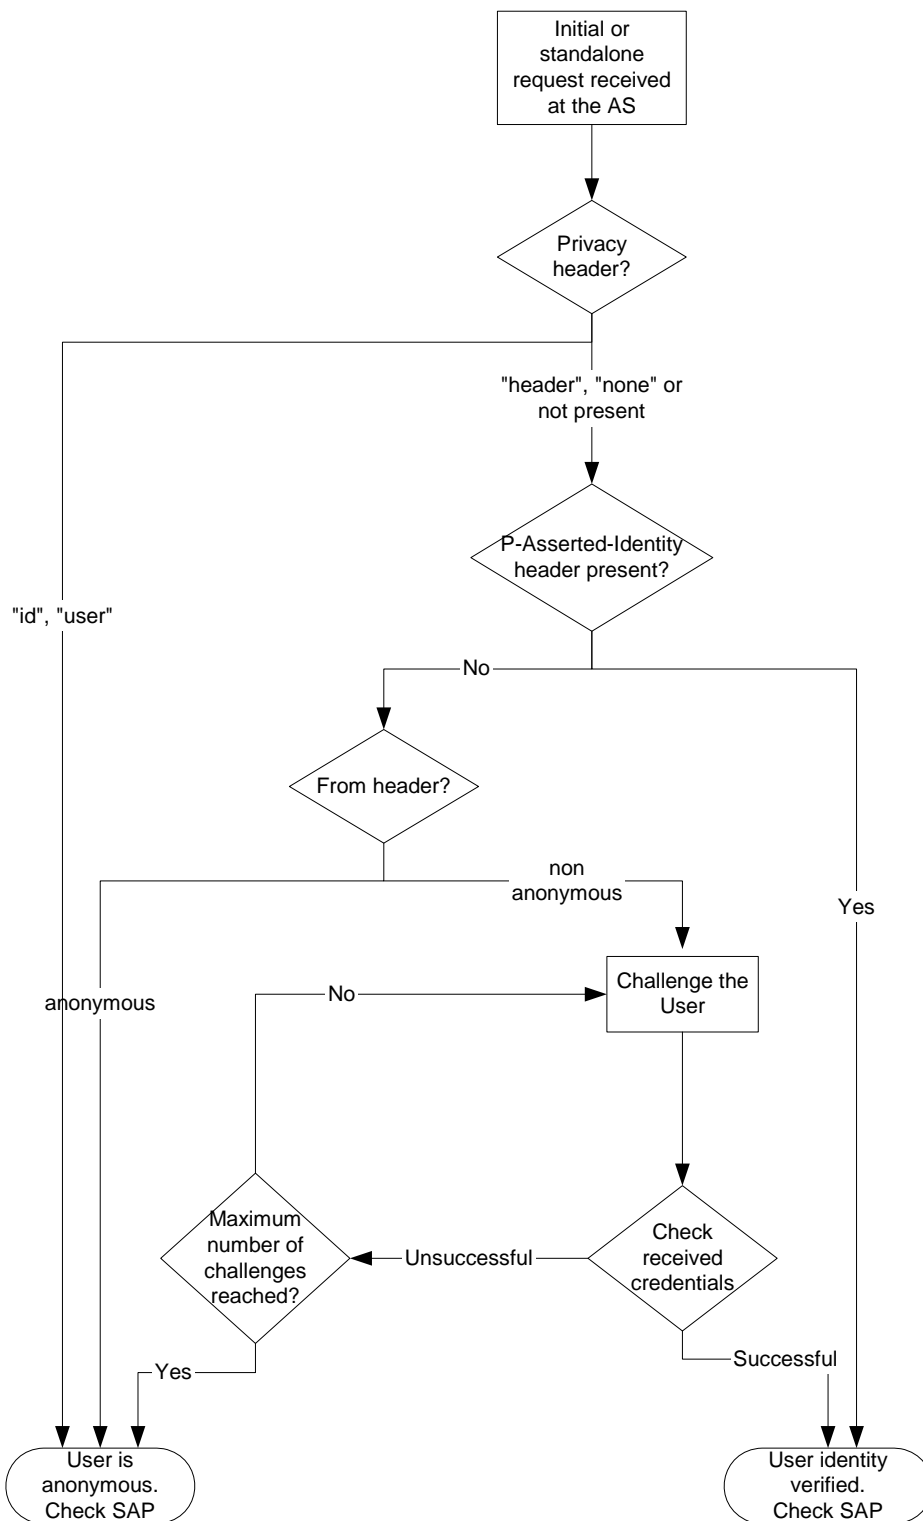 Initial or
standalone
request received
at the AS
Privacy
header?
"header", "none" or
not present
P-Asserted-Identity
header present?
"id", "user"
No
From header?
non
anonymous
Yes
anonymous
No
Challenge the
User
Maximum
number of
challenges
reached?
Unsuccessful
Check
received
credentials
Yes
Successful
User is
anonymous.
Check SAP
User identity
verified.
Check SAP